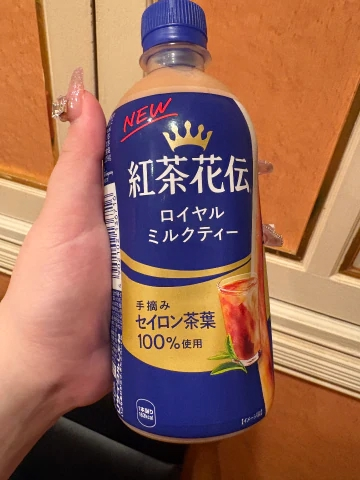 NEW
紅茶花伝
ロイヤル
ミルクティー
手摘み
セイロン茶葉
100%使用